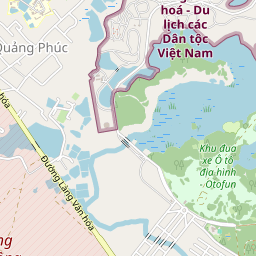 hoá - Du
lịch các
Dân tộc
Việt Nam
Quảng Phúc
Khu đua
xe Ô tô
địa hình -
Otofun
Đường Làng Văn hóa